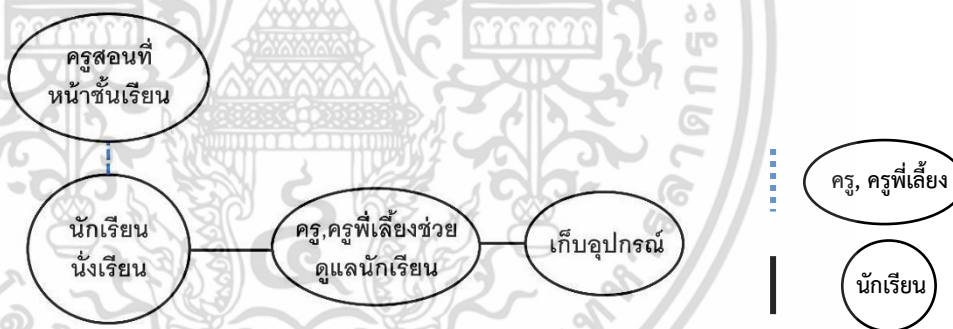 ครูสอนที่
หน้าชั้นเรียน
นักเรียน
นั่งเรียน
ครู,ครูพี่เลี้ยงช่วย
ดูแลนักเรียน
เก็บอุปกรณ์
ครู, ครูพี่เลี้ยง
นักเรียน